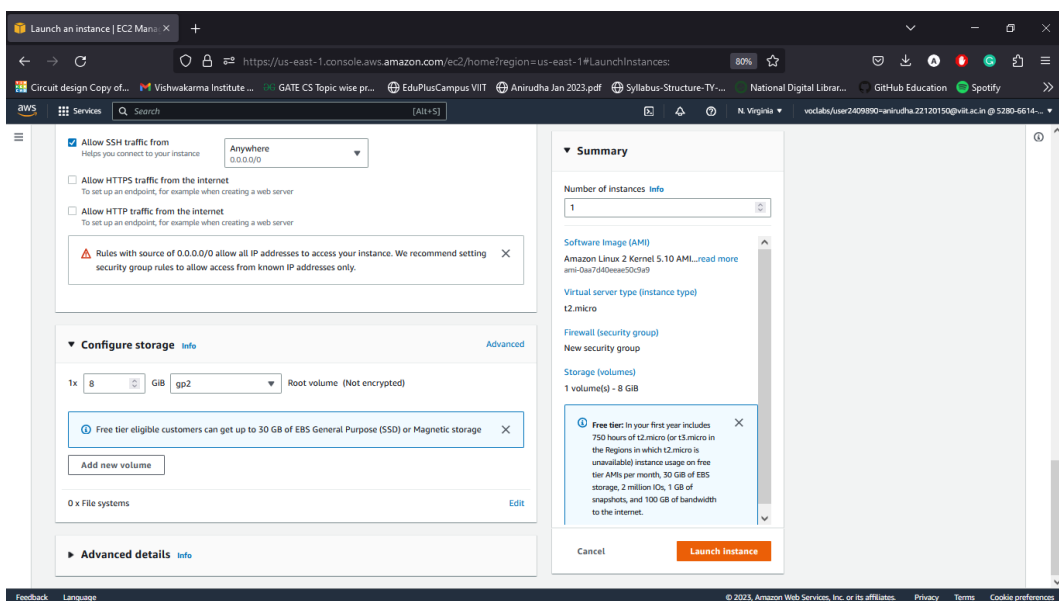 Launch an instance | EC2 Mana
https://us-east-1.console.aws.amazon.com/ec2/home?region=us-east-1#LaunchInstances:
80%
Circuit design Copy of...
Vishwakarma Institute ...
GATE CS Topic wise pr...
EduPlusCampus VIIT
Anirudha Jan 2023.pdf
Syllabus-Structure-TY-...
National Digital Librar...
GitHub Education
Spotify
aws
Services
Search
[Alt+S]
N. Virginia
voclabs/user2409890=anirudha.22120150@viit.ac.in @ 5280-6614-...
Allow SSH traffic from
Helps you connect to your instance
Anywhere
0.0.0.0/0
Allow HTTPS traffic from the internet
To set up an endpoint, for example when creating a web server
Allow HTTP traffic from the internet
To set up an endpoint, for example when creating a web server
Rules with source of 0.0.0.0/0 allow all IP addresses to access your instance. We recommend setting
security group rules to allow access from known IP addresses only.
Configure storage Info
Advanced
1x 8 GiB gp2 Root volume (Not encrypted)
Free tier eligible customers can get up to 30 GB of EBS General Purpose (SSD) or Magnetic storage
Add new volume
0 x File systems
Edit
Advanced details Info
Summary
Number of instances Info
1
Software Image (AMI)
Amazon Linux 2 Kernel 5.10 AMI...read more
ami-0aa7d40eeae50c9a9
Virtual server type (instance type)
t2.micro
Firewall (security group)
New security group
Storage (volumes)
1 volume(s) - 8 GiB
Free tier: In your first year includes
750 hours of t2.micro (or t3.micro in
the Regions in which t2.micro is
unavailable) instance usage on free
tier AMIs per month, 30 GiB of EBS
storage, 2 million IOs, 1 GB of
snapshots, and 100 GB of bandwidth
to the internet.
Cancel
Launch instance
Feedback
Language
© 2023, Amazon Web Services, Inc. or its affiliates.
Privacy
Terms
Cookie preferences